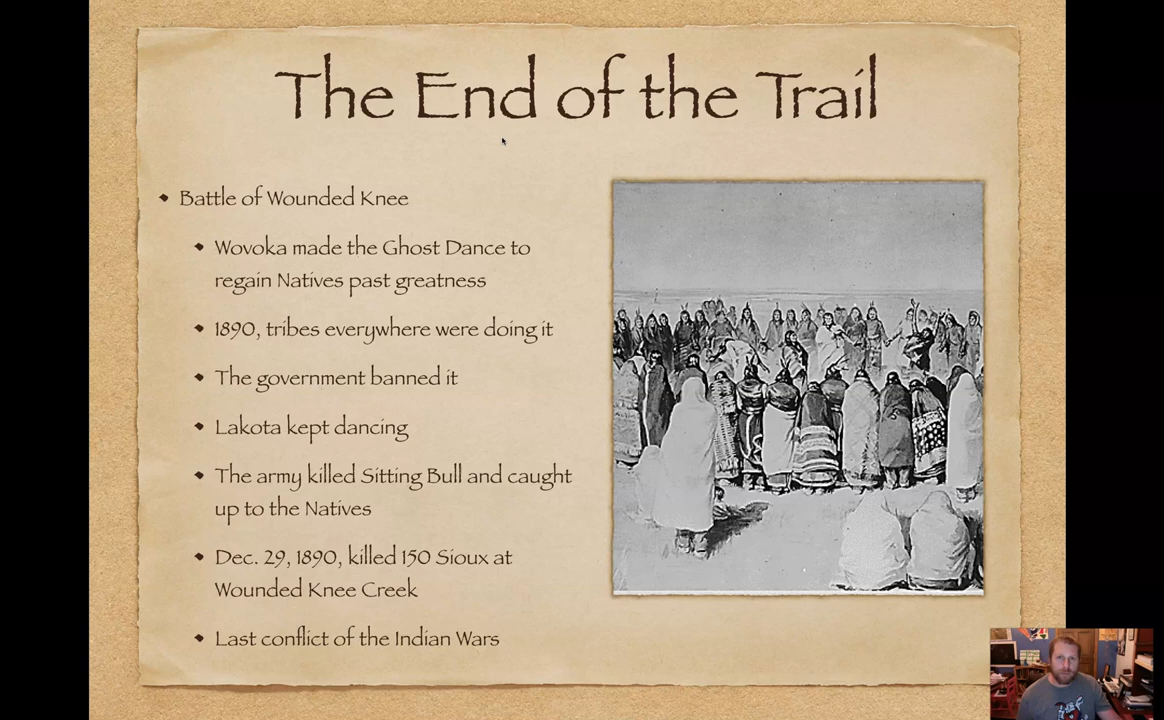 The End of the Trail
Battle of Wounded Knee
Wovoka made the Ghost Dance to
regain Natives past greatness
1890, tribes everywhere were doing it
The government banned it
Lakota kept dancing
The army killed Sitting Bull and caught
up to the Natives
Dec. 29, 1890, killed 150 Sioux at
Wounded Knee Creek
Last conflict of the Indian Wars